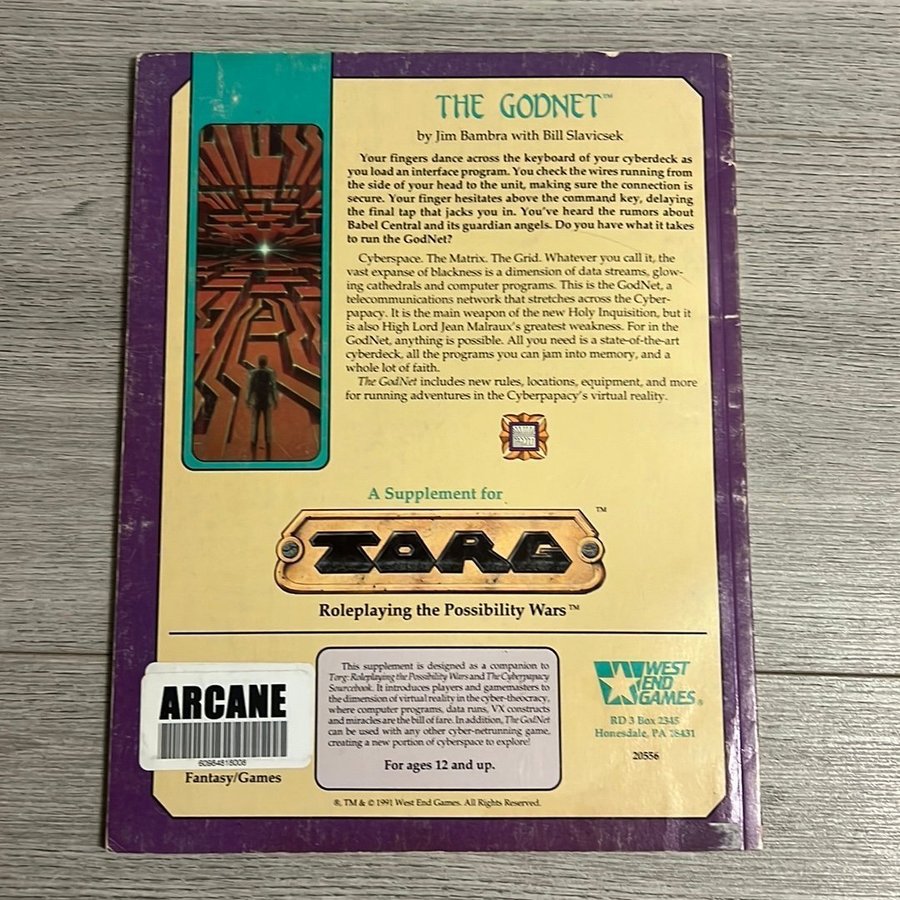 THE GODNET™
by Jim Bambra with Bill Slavicsek
Your fingers dance across the keyboard of your cyberdeck as
you load an interface program. You check the wires running from
the side of your head to the unit, making sure the connection is
secure. Your finger hesitates above the command key, delaying
the final tap that jacks you in. You've heard the rumors about
Babel Central and its guardian angels. Do you have what it takes
to run the GodNet?
Cyberspace. The Matrix. The Grid. Whatever you call it, the
vast expanse of blackness is a dimension of data streams, glow-
ing cathedrals and computer programs. This is the GodNet, a
telecommunications network that stretches across the Cyber-
papacy. It is the main weapon of the new Holy Inquisition, but it
is also High Lord Jean Malraux's greatest weakness. For in the
GodNet, anything is possible. All you need is a state-of-the-art
cyberdeck, all the programs you can jam into memory, and a
whole lot of faith.
The GodNet includes new rules, locations, equipment, and more
for running adventures in the Cyberpapacy's virtual reality.
A Supplement for
TORG ™
Roleplaying the Possibility Wars™
ARCANE
60984818008
Fantasy/Games
This supplement is designed as a companion to
Torg: Roleplaying the Possibility Wars and The Cyberpapacy
Sourcebook. It introduces players and gamemasters to
the dimension of virtual reality in the cyber-theocracy,
where computer programs, data runs, VX constructs
and miracles are the bill of fare. In addition, The GodNet
can be used with any other cyber-netrunning game,
creating a new portion of cyberspace to explore!
For ages 12 and up.
WEST
END
GAMES®
RD 3 Box 2345
Honesdale, PA 18431
20556
®, TM & © 1991 West End Games. All Rights Reserved.